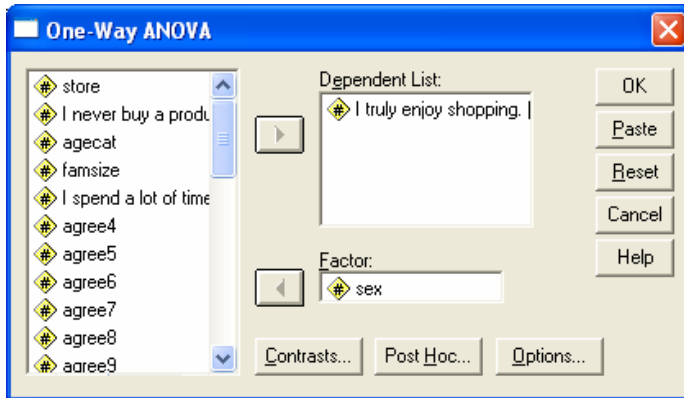 One-Way ANOVA
store
I never buy a produ
agecat
famsize
I spend a lot of time
agree4
agree5
agree6
agree7
agree8
agree9
Dependent List:
I truly enjoy shopping. [
Factor:
sex
OK
Paste
Reset
Cancel
Help
Contrasts...
Post Hoc...
Options...